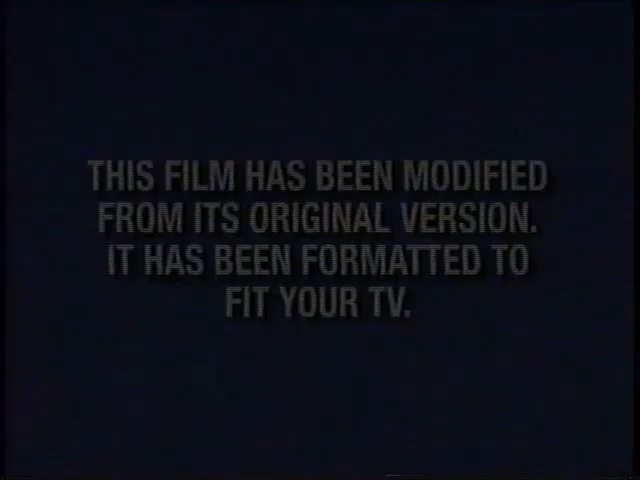 THIS FILM HAS BEEN MODIFIED
FROM ITS ORIGINAL VERSION.
IT HAS BEEN FORMATTED TO
FIT YOUR TV.